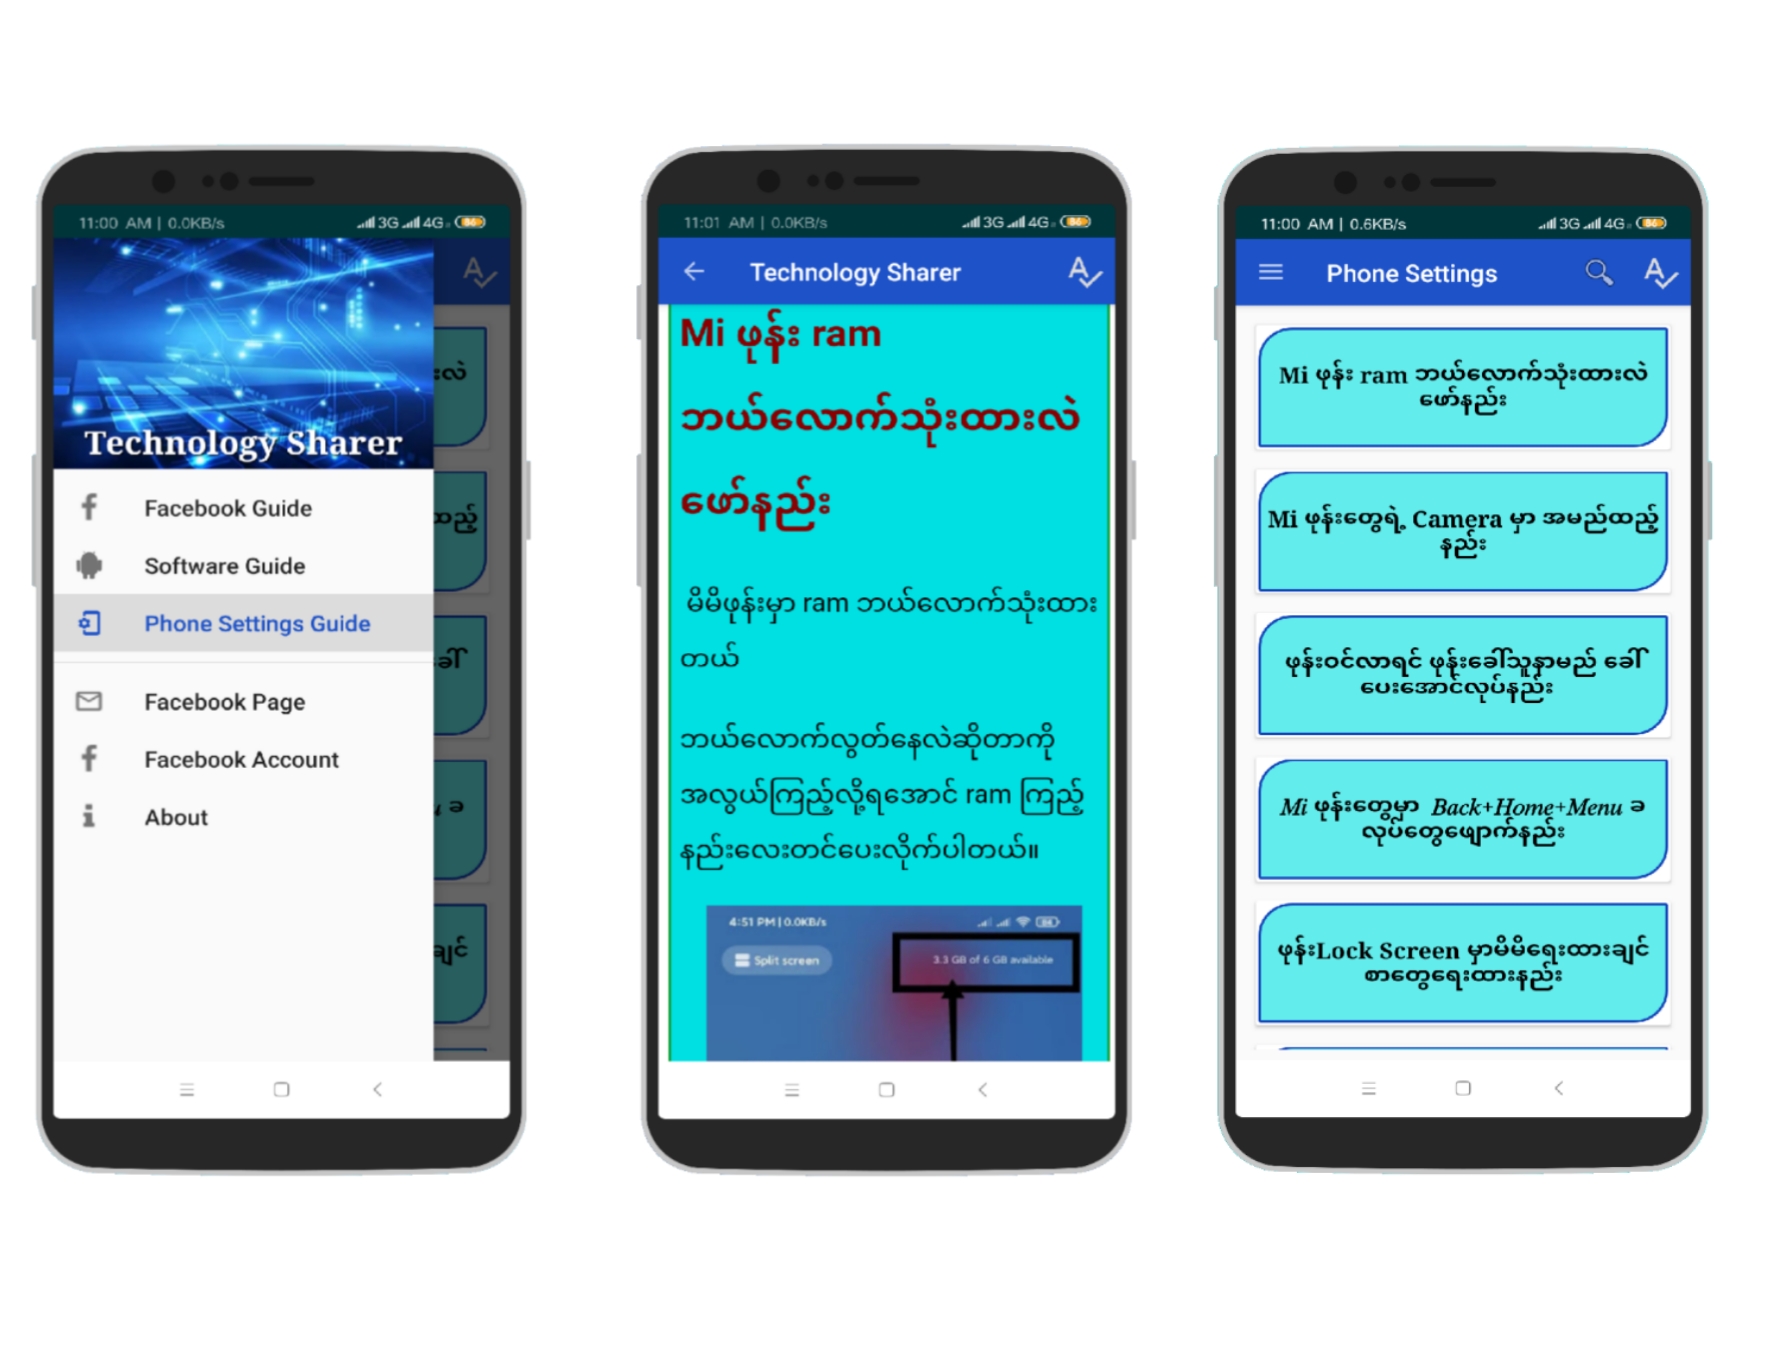 11:00 AM | 0.0KB/s 3G 4G
Technology Sharer
Facebook Guide
Software Guide
Phone Settings Guide
Facebook Page
Facebook Account
About
းလဲ
ထည့်
ခေါ်
ခ
ချင်
11:01 AM | 0.0KB/s 3G 4G
Technology Sharer
Mi ဖုန်း ram
ဘယ်လောက်သုံးထားလဲ
ဖော်နည်း
မိမိဖုန်းမှာ ram ဘယ်လောက်သုံးထား
တယ်
ဘယ်လောက်လွတ်နေလဲဆိုတာကို
အလွယ်ကြည့်လို့ရအောင် ram ကြည့်
နည်းလေးတင်ပေးလိုက်ပါတယ်။
4:51 PM | 0.0KB/s
Split screen
3.3 GB of 6 GB available
11:00 AM | 0.6KB/s 3G 4G
Phone Settings
Mi ဖုန်း ram ဘယ်လောက်သုံးထားလဲ
ဖော်နည်း
Mi ဖုန်းတွေရဲ့ Camera မှာ အမည်ထည့်
နည်း
ဖုန်းဝင်လာရင် ဖုန်းခေါ်သူနာမည် ခေါ်
ပေးအောင်လုပ်နည်း
Mi ဖုန်းတွေမှာ Back+Home+Menu ခ
လုပ်တွေဖျောက်နည်း
ဖုန်းLock Screen မှာမိမိရေးထားချင်
စာတွေရေးထားနည်း